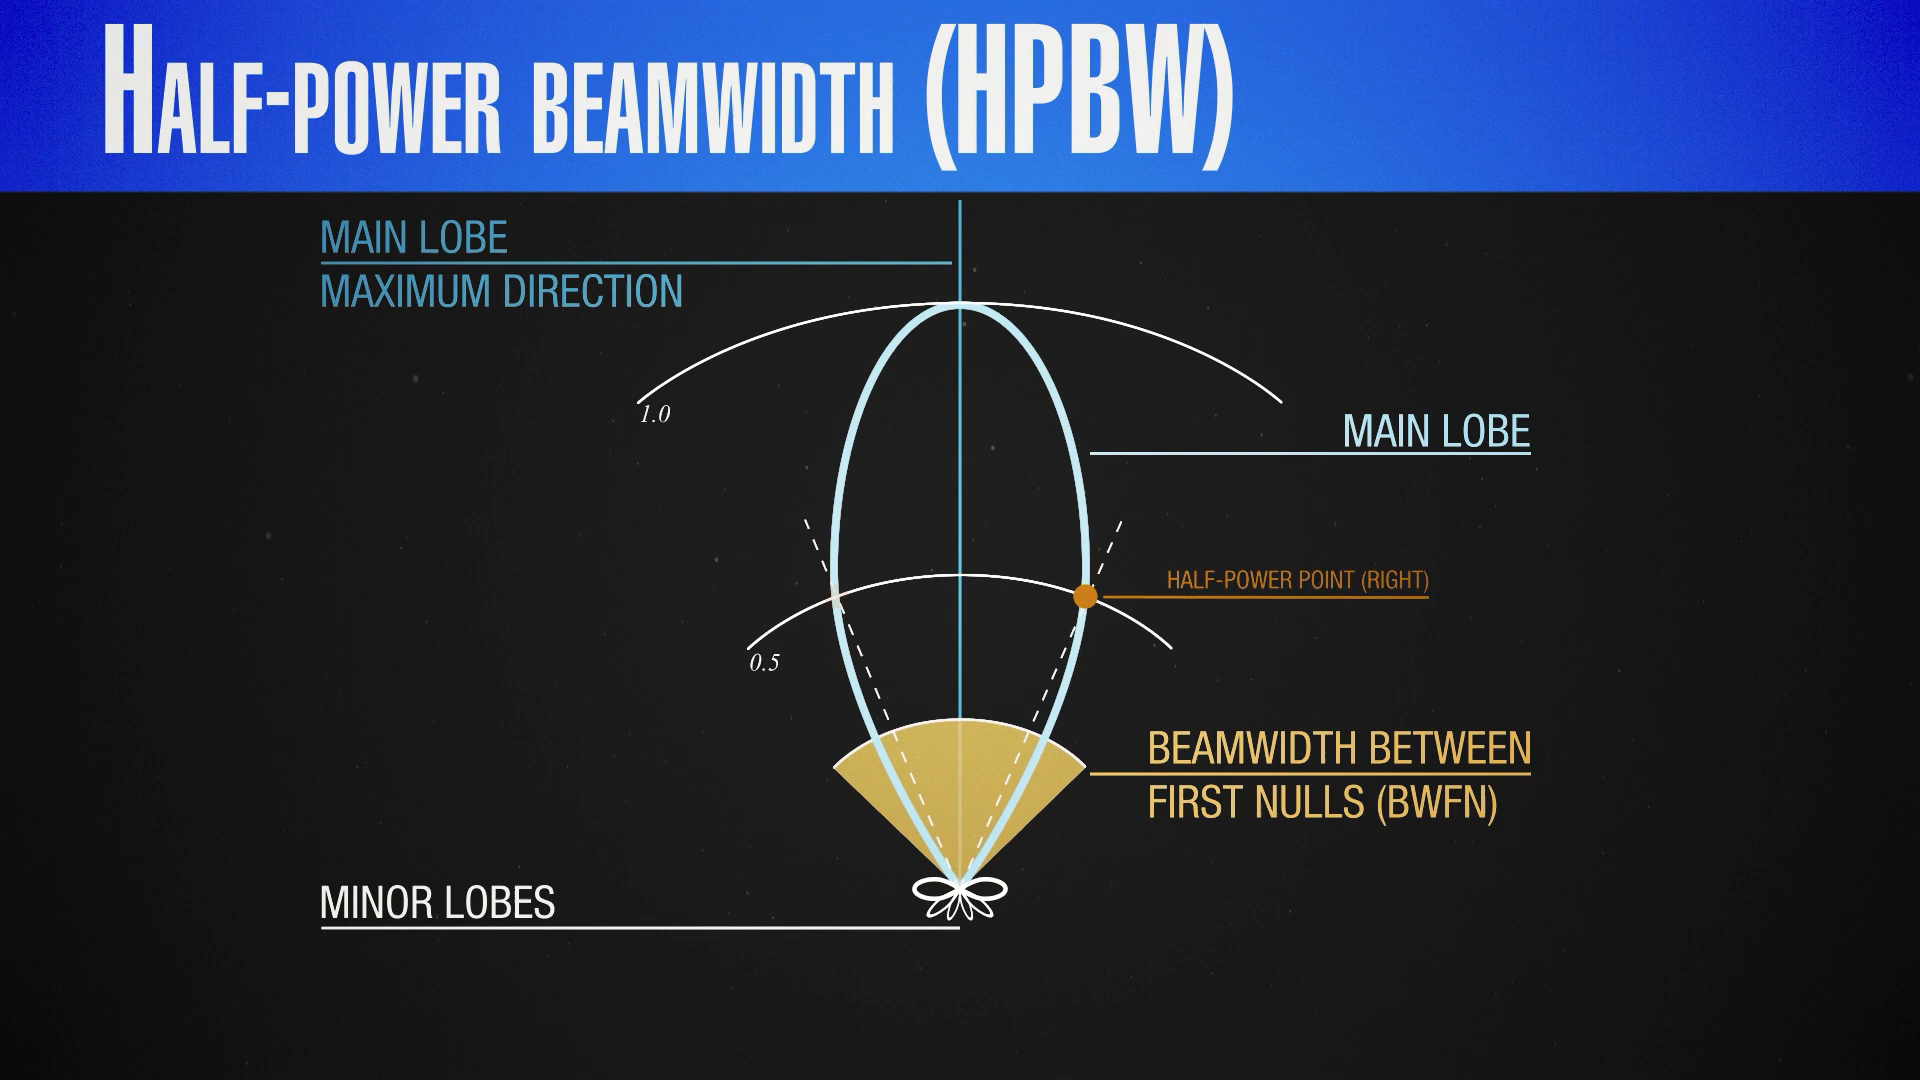 HALF-POWER BEAMWIDTH (HPBW)
MAIN LOBE
MAXIMUM DIRECTION
1.0
MAIN LOBE
HALF-POWER POINT (RIGHT)
0.5
BEAMWIDTH BETWEEN
FIRST NULLS (BWFN)
MINOR LOBES